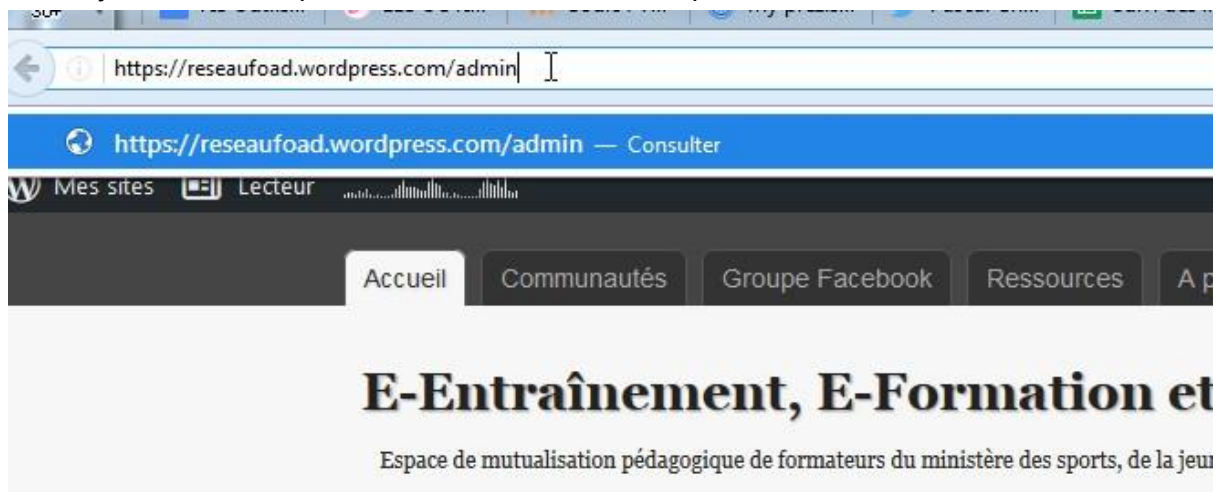 https://reseaufoad.wordpress.com/admin
https://reseaufoad.wordpress.com/admin — Consulter
Mes sites Lecteur
Accueil Communautés Groupe Facebook Ressources A p
E-Entraînement, E-Formation et
Espace de mutualisation pédagogique de formateurs du ministère des sports, de la jeu